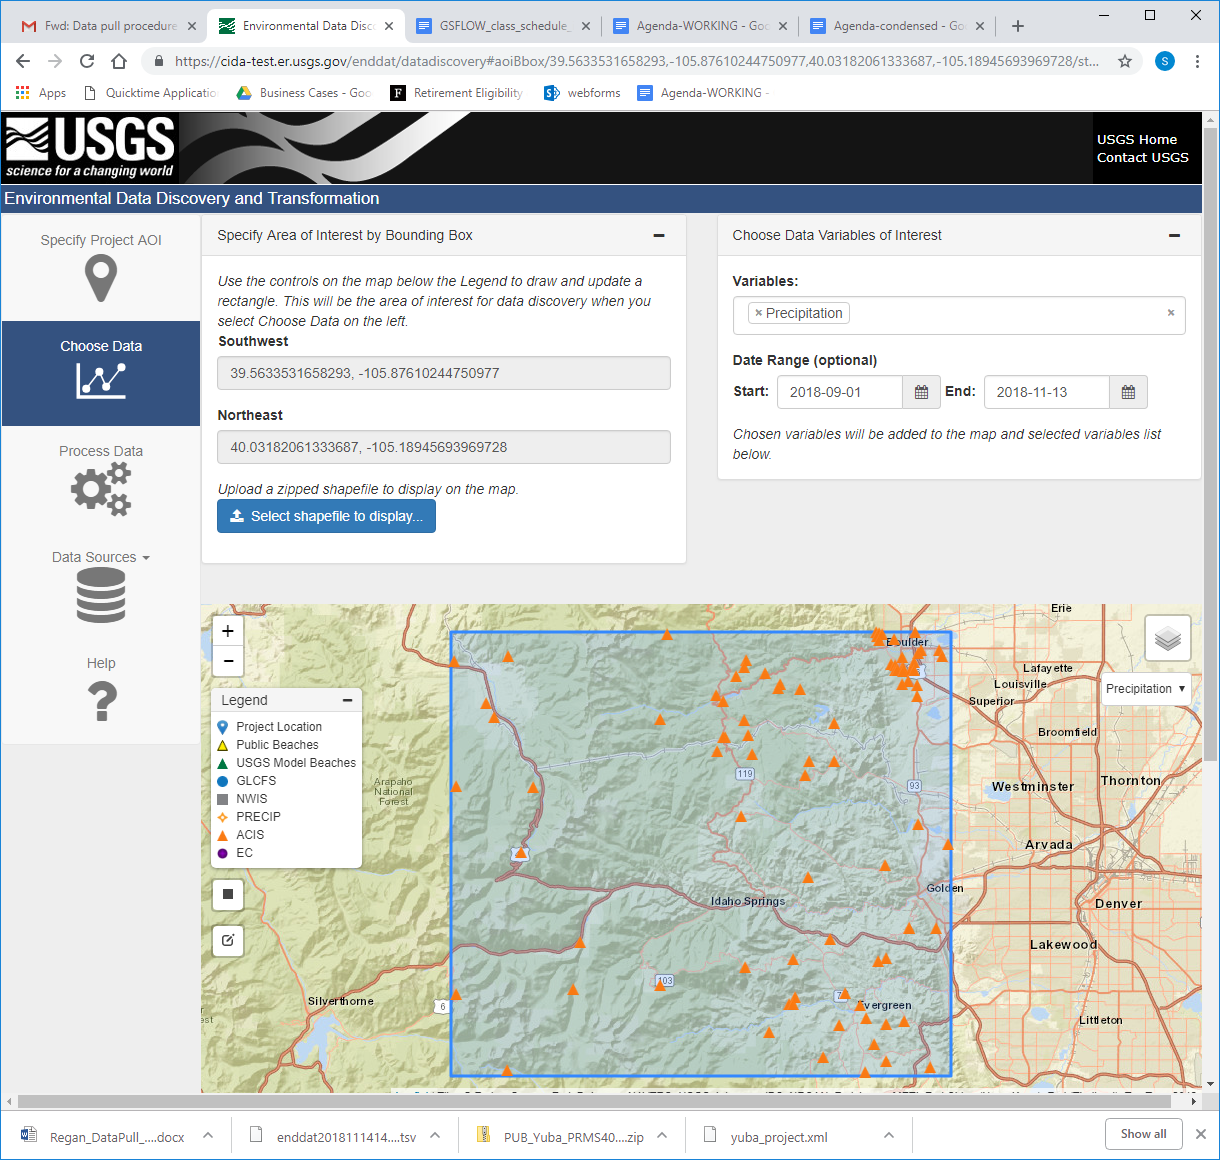 Fwd: Data pull procedure
Environmental Data Disc
GSFLOW_class_schedule_
Agenda-WORKING - Goo
Agenda-condensed - Goo
https://cida-test.er.usgs.gov/enddat/datadiscovery#aoiBbox/39.5633531658293,-105.87610244750977,40.03182061333687,-105.18945693969728/st...
S
Apps
Quicktime Applicatio
Business Cases - Goo
F
Retirement Eligibility
webforms
Agenda-WORKING -
USGS
science for a changing world
USGS Home
Contact USGS
Environmental Data Discovery and Transformation
Specify Project AOI
Choose Data
Process Data
Data Sources
Help
Specify Area of Interest by Bounding Box
Use the controls on the map below the Legend to draw and update a
rectangle. This will be the area of interest for data discovery when you
select Choose Data on the left.
Southwest
39.5633531658293, -105.87610244750977
Northeast
40.03182061333687, -105.18945693969728
Upload a zipped shapefile to display on the map.
Select shapefile to display...
Choose Data Variables of Interest
Variables:
× Precipitation
×
Date Range (optional)
Start: 2018-09-01 End: 2018-11-13
Chosen variables will be added to the map and selected variables list
below.
+
−
Legend
Project Location
Public Beaches
USGS Model Beaches
GLCFS
NWIS
PRECIP
ACIS
EC
Precipitation
Erie
Boulder
Lafayette
Louisville
Superior
Broomfield
Arapaho
National
Forest
119
93
Westminster
Thornton
Arvada
Golden
Idaho Springs
Denver
Lakewood
103
Silverthorne
6
Evergreen
Littleton
Regan_DataPull_....docx
enddat2018111414....tsv
PUB_Yuba_PRMS40....zip
yuba_project.xml
Show all